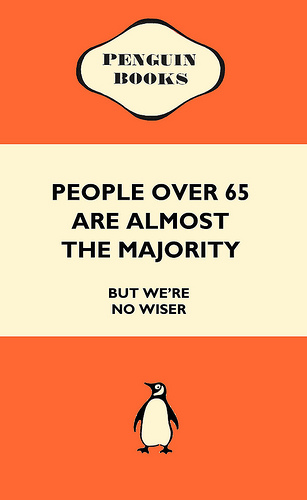 PENGUIN
BOOKS
PEOPLE OVER 65
ARE ALMOST
THE MAJORITY
BUT WE'RE
NO WISER